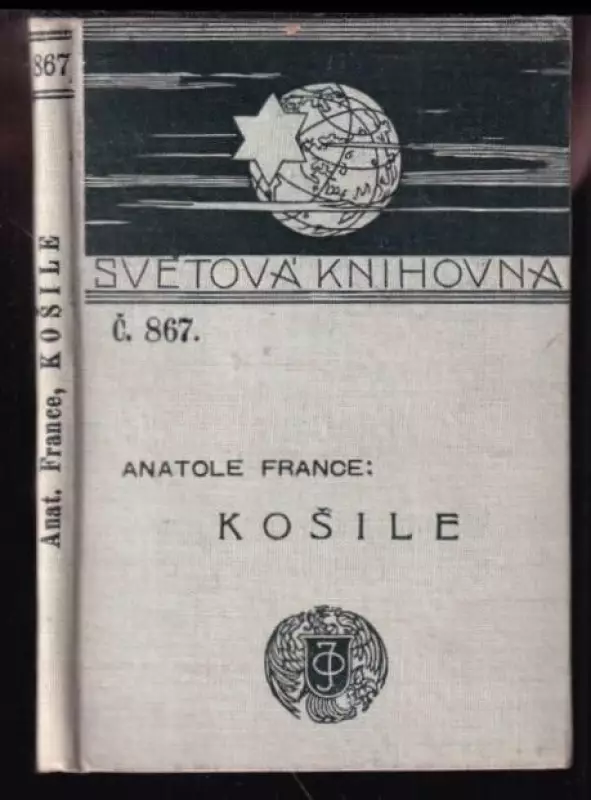 867
Anat. France, KOŠILE
SVĚTOVÁ KNIHOVNA
Č. 867.
ANATOLE FRANCE:
KOŠILE